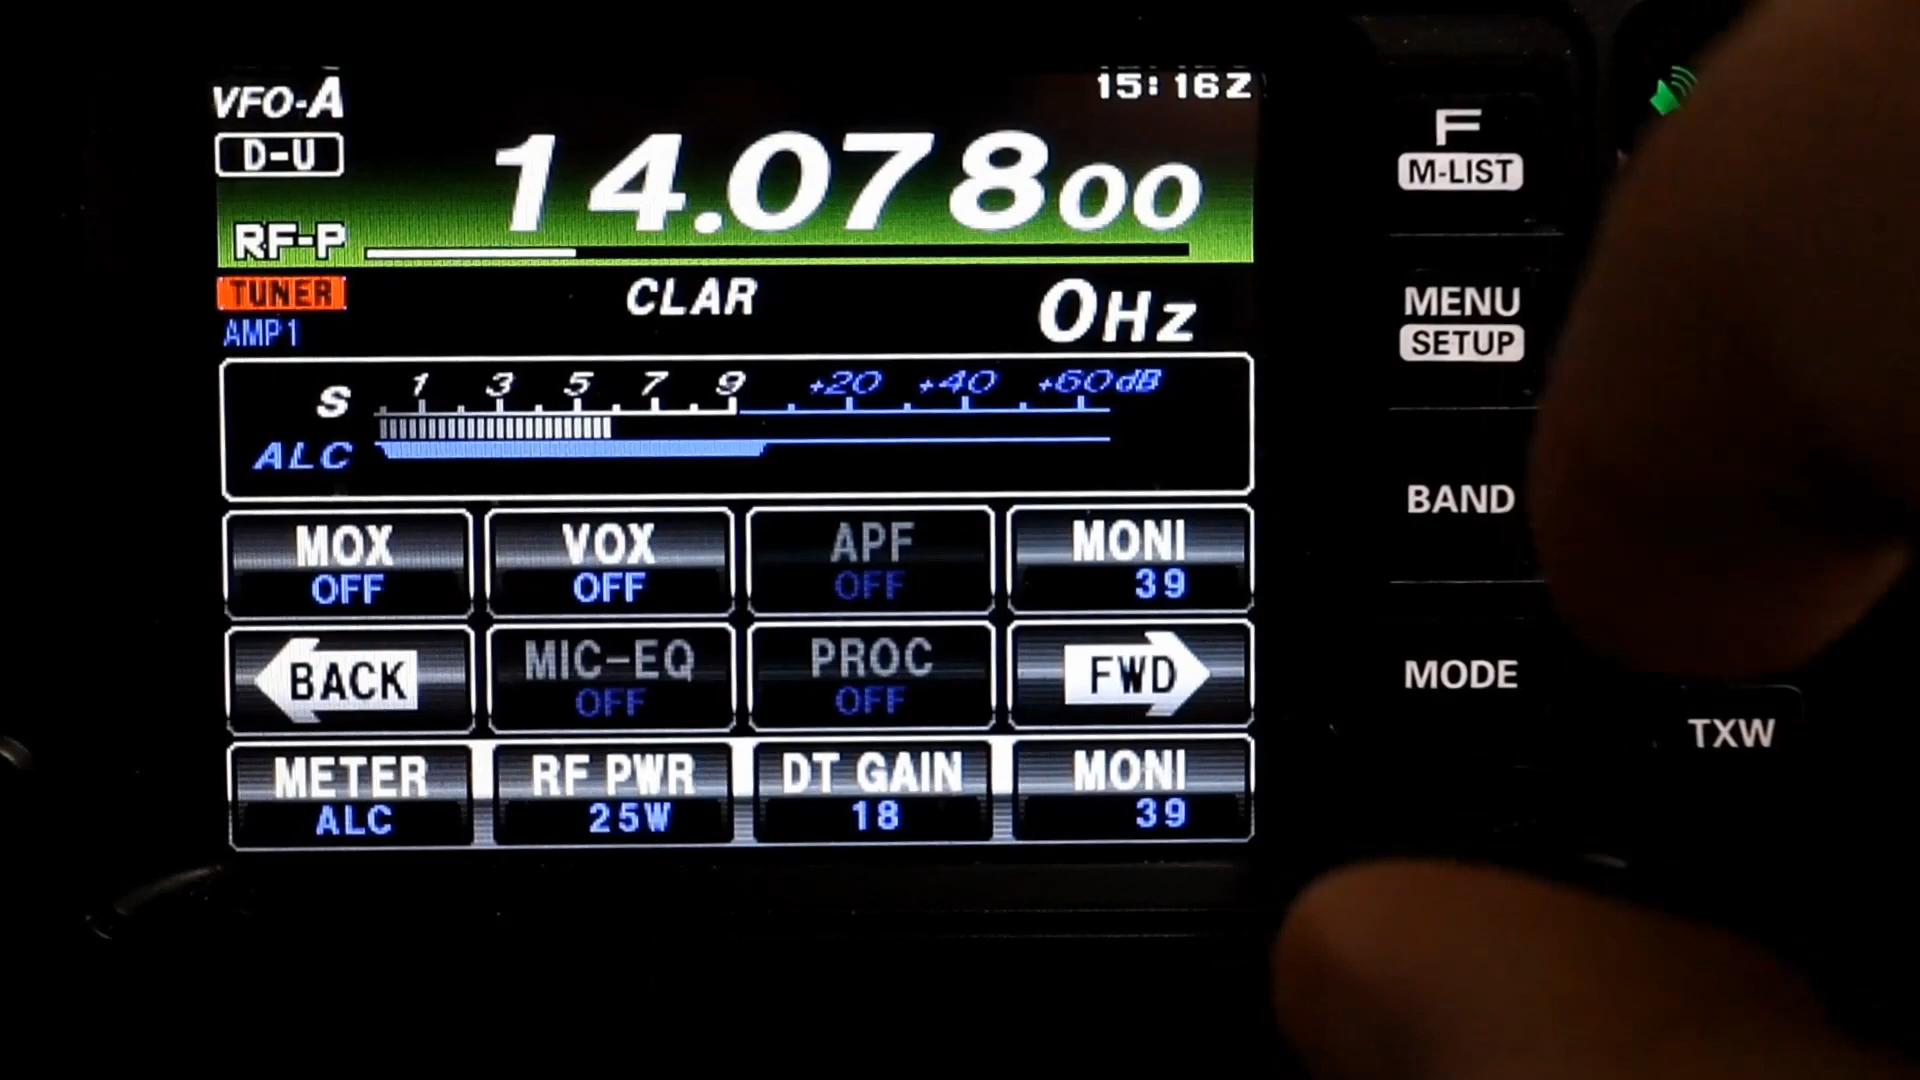 VFO-A
15:16Z
D-U
14.07800
RF-P
TUNER
CLAR
0Hz
AMP1
S 1 3 5 7 9 +20 +40 +60dB
ALC
MOX VOX APF MONI
OFF OFF OFF 39
BACK MIC-EQ PROC FWD
OFF OFF
METER RF PWR DT GAIN MONI
ALC 25W 18 39
F
M-LIST
MENU
SETUP
BAND
MODE
TXW